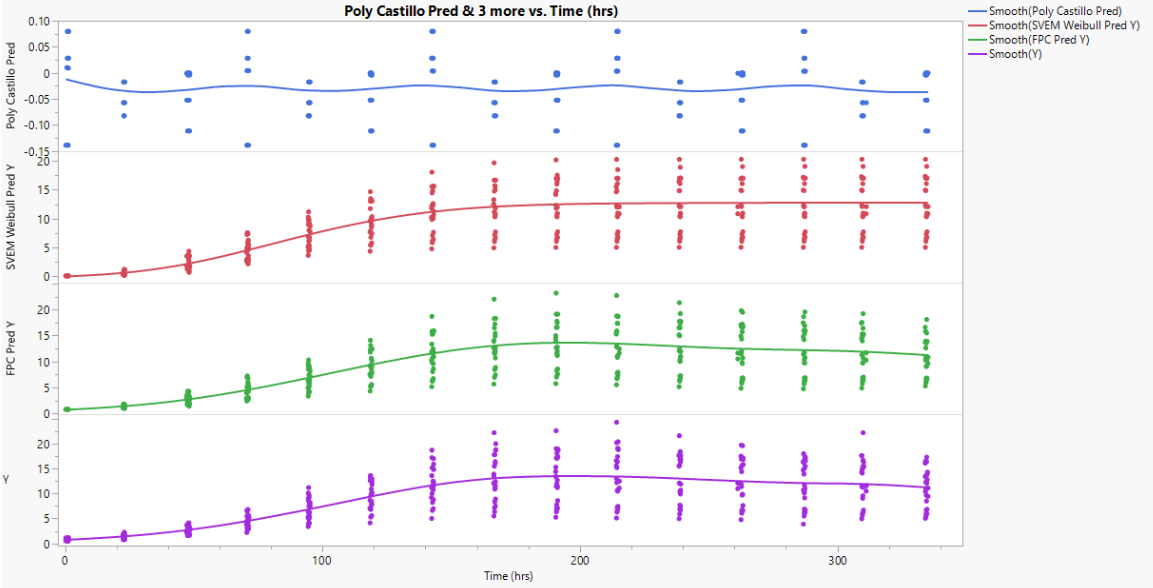 Poly Castillo Pred & 3 more vs. Time (hrs)
Smooth(Poly Castillo Pred)
Smooth(SVEM Weibull Pred Y)
Smooth(FPC Pred Y)
Smooth(Y)
Poly Castillo Pred
0.10
0.05
0
-0.05
-0.10
-0.15
SVEM Weibull Pred Y
20
15
10
5
0
FPC Pred Y
20
15
10
5
0
Y
20
15
10
5
0
0 100 200 300
Time (hrs)